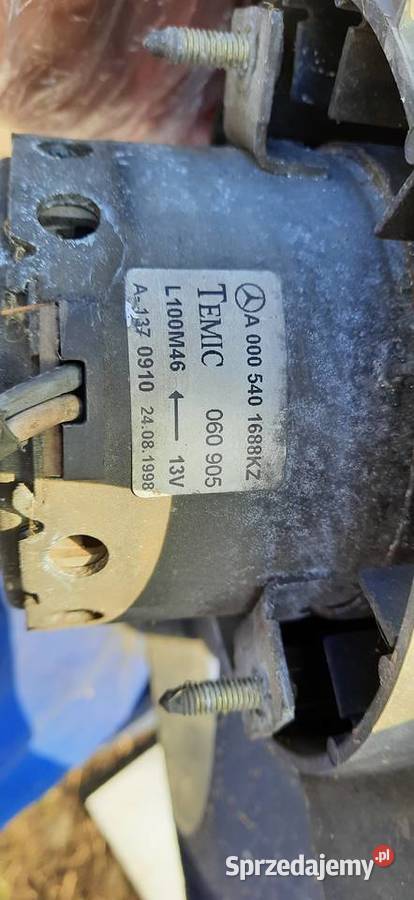 A 000 540 1688KZ
TEMIC 060 905
L100M46 ← 13V
A-137 0910 24.08.1998
Sprzedajemy.pl